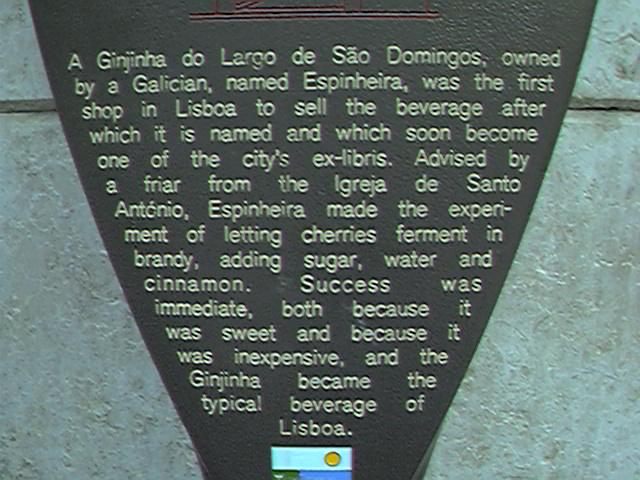 A Ginjinha do Largo de São Domingos, owned
by a Galician, named Espinheira, was the first
shop in Lisboa to sell the beverage after
which it is named and which soon become
one of the city's ex-libris. Advised by
a friar from the Igreja de Santo
António, Espinheira made the experi-
ment of letting cherries ferment in
brandy, adding sugar, water and
cinnamon. Success was
immediate, both because it
was sweet and because it
was inexpensive, and the
Ginjinha became the
typical beverage of
Lisboa.